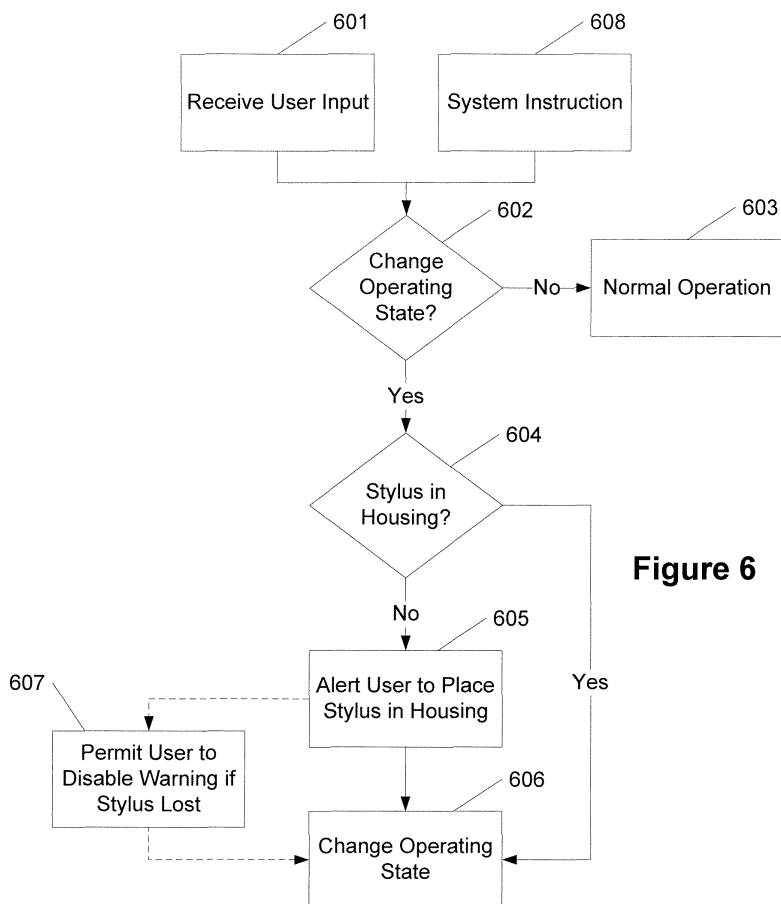 601
608
Receive User Input
System Instruction
602
603
Change
Operating
State?
No
Normal Operation
Yes
604
Stylus in
Housing?
Figure 6
No
605
Alert User to Place
Stylus in Housing
Yes
607
Permit User to
Disable Warning if
Stylus Lost
606
Change Operating
State